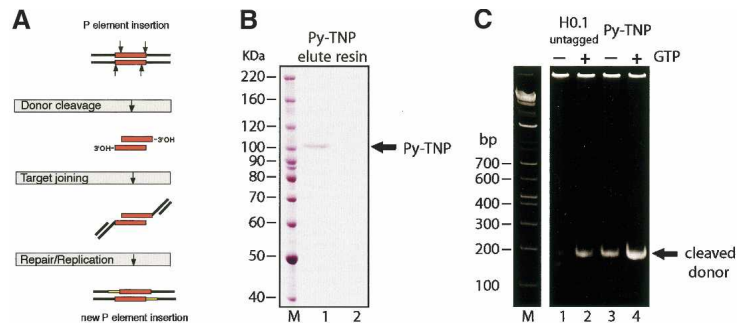 A
P element insertion
Donor cleavage
3'OH
3'OH
Target joining
Repair/Replication
new P element insertion
B
Py-TNP
elute resin
KDa
220
160
120
100
90
80
70
60
50
40
Py-TNP
M 1 2
C
H0.1
untagged
Py-TNP
– + – + GTP
bp
700
600
400
300
200
100
cleaved
donor
M 1 2 3 4